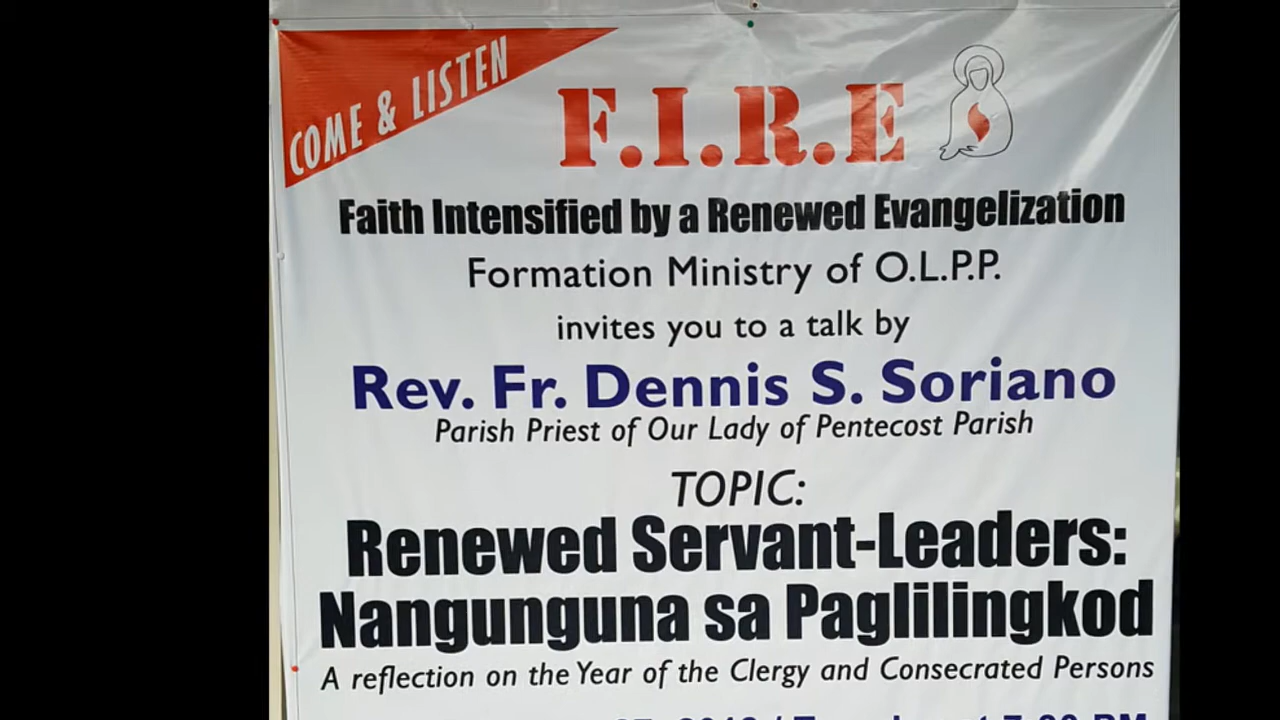 COME & LISTEN
F.I.R.E
Faith Intensified by a Renewed Evangelization
Formation Ministry of O.L.P.P.
invites you to a talk by
Rev. Fr. Dennis S. Soriano
Parish Priest of Our Lady of Pentecost Parish
TOPIC:
Renewed Servant-Leaders:
Nangunguna sa Paglilingkod
A reflection on the Year of the Clergy and Consecrated Persons